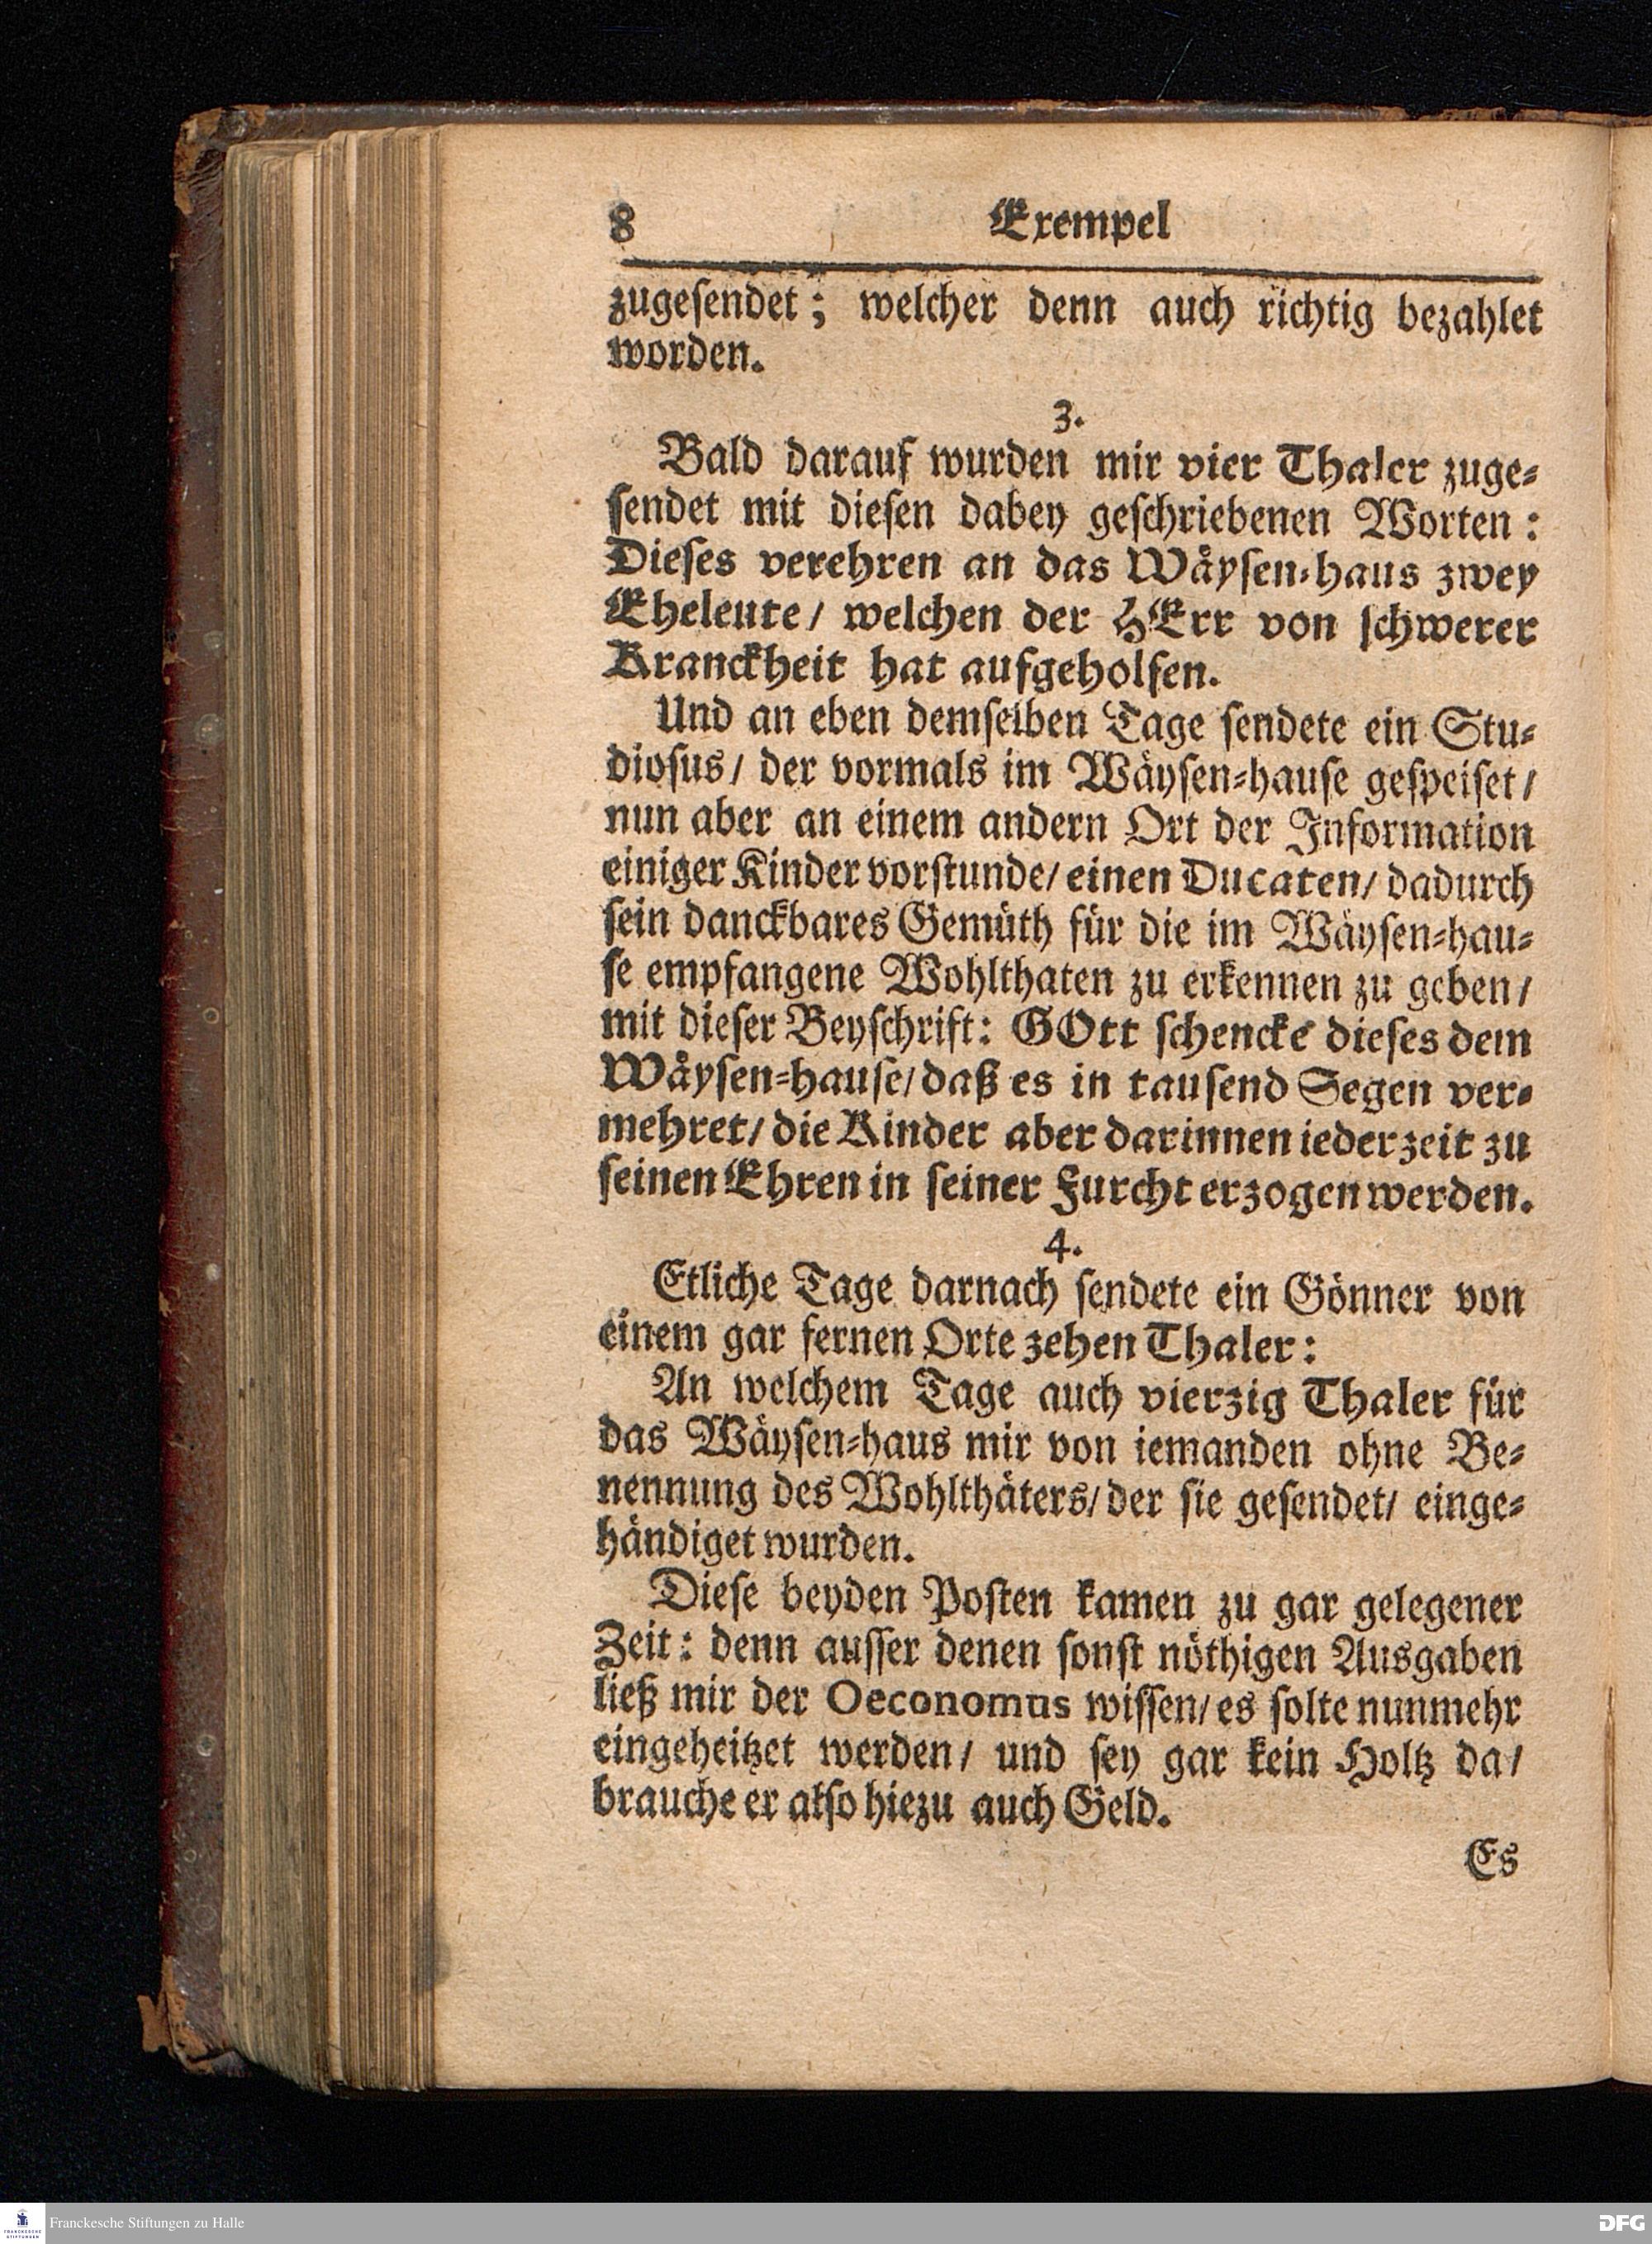 8 Exempel
zugeſendet; welcher denn auch richtig bezahlet
worden.
3.
Bald darauf wurden mir vier Thaler zuge⸗
ſendet mit dieſen dabey geſchriebenen Worten:
Dieſes verehren an das Wäyſen⸗haus zwey
Eheleute/ welchen der HErr von ſchwerer
Kranckheit hat aufgeholfen.
Und an eben demſelben Tage ſendete ein Stu⸗
dioſus/ der vormals im Wäyſen⸗hauſe geſpeiſet/
nun aber an einem andern Ort der Information
einiger Kinder vorſtunde/ einen Ducaten/ dadurch
ſein danckbares Gemüth für die im Wäyſen⸗hau⸗
ſe empfangene Wohlthaten zu erkennen zu geben/
mit dieſer Beyſchrift: GOtt ſchencke dieſes dem
Wäyſen⸗hauſe/ daß es in tauſend Segen ver⸗
mehret/ die Kinder aber darinnen iederzeit zu
ſeinen Ehren in ſeiner Furcht erzogen werden.
4.
Etliche Tage darnach ſendete ein Gönner von
einem gar fernen Orte zehen Thaler:
An welchem Tage auch vierzig Thaler für
das Wäyſen⸗haus mir von iemanden ohne Be⸗
nennung des Wohlthäters/ der ſie geſendet/ einge⸗
händiget wurden.
Dieſe beyden Poſten kamen zu gar gelegener
Zeit: denn auſſer denen ſonſt nöthigen Ausgaben
ließ mir der Oeconomus wiſſen/ es ſolte nunmehr
eingeheitzet werden/ und ſey gar kein Holtz da/
brauche er alſo hiezu auch Geld.
Es
FRANCKESCHE STIFTUNGEN
Franckesche Stiftungen zu Halle
DFG